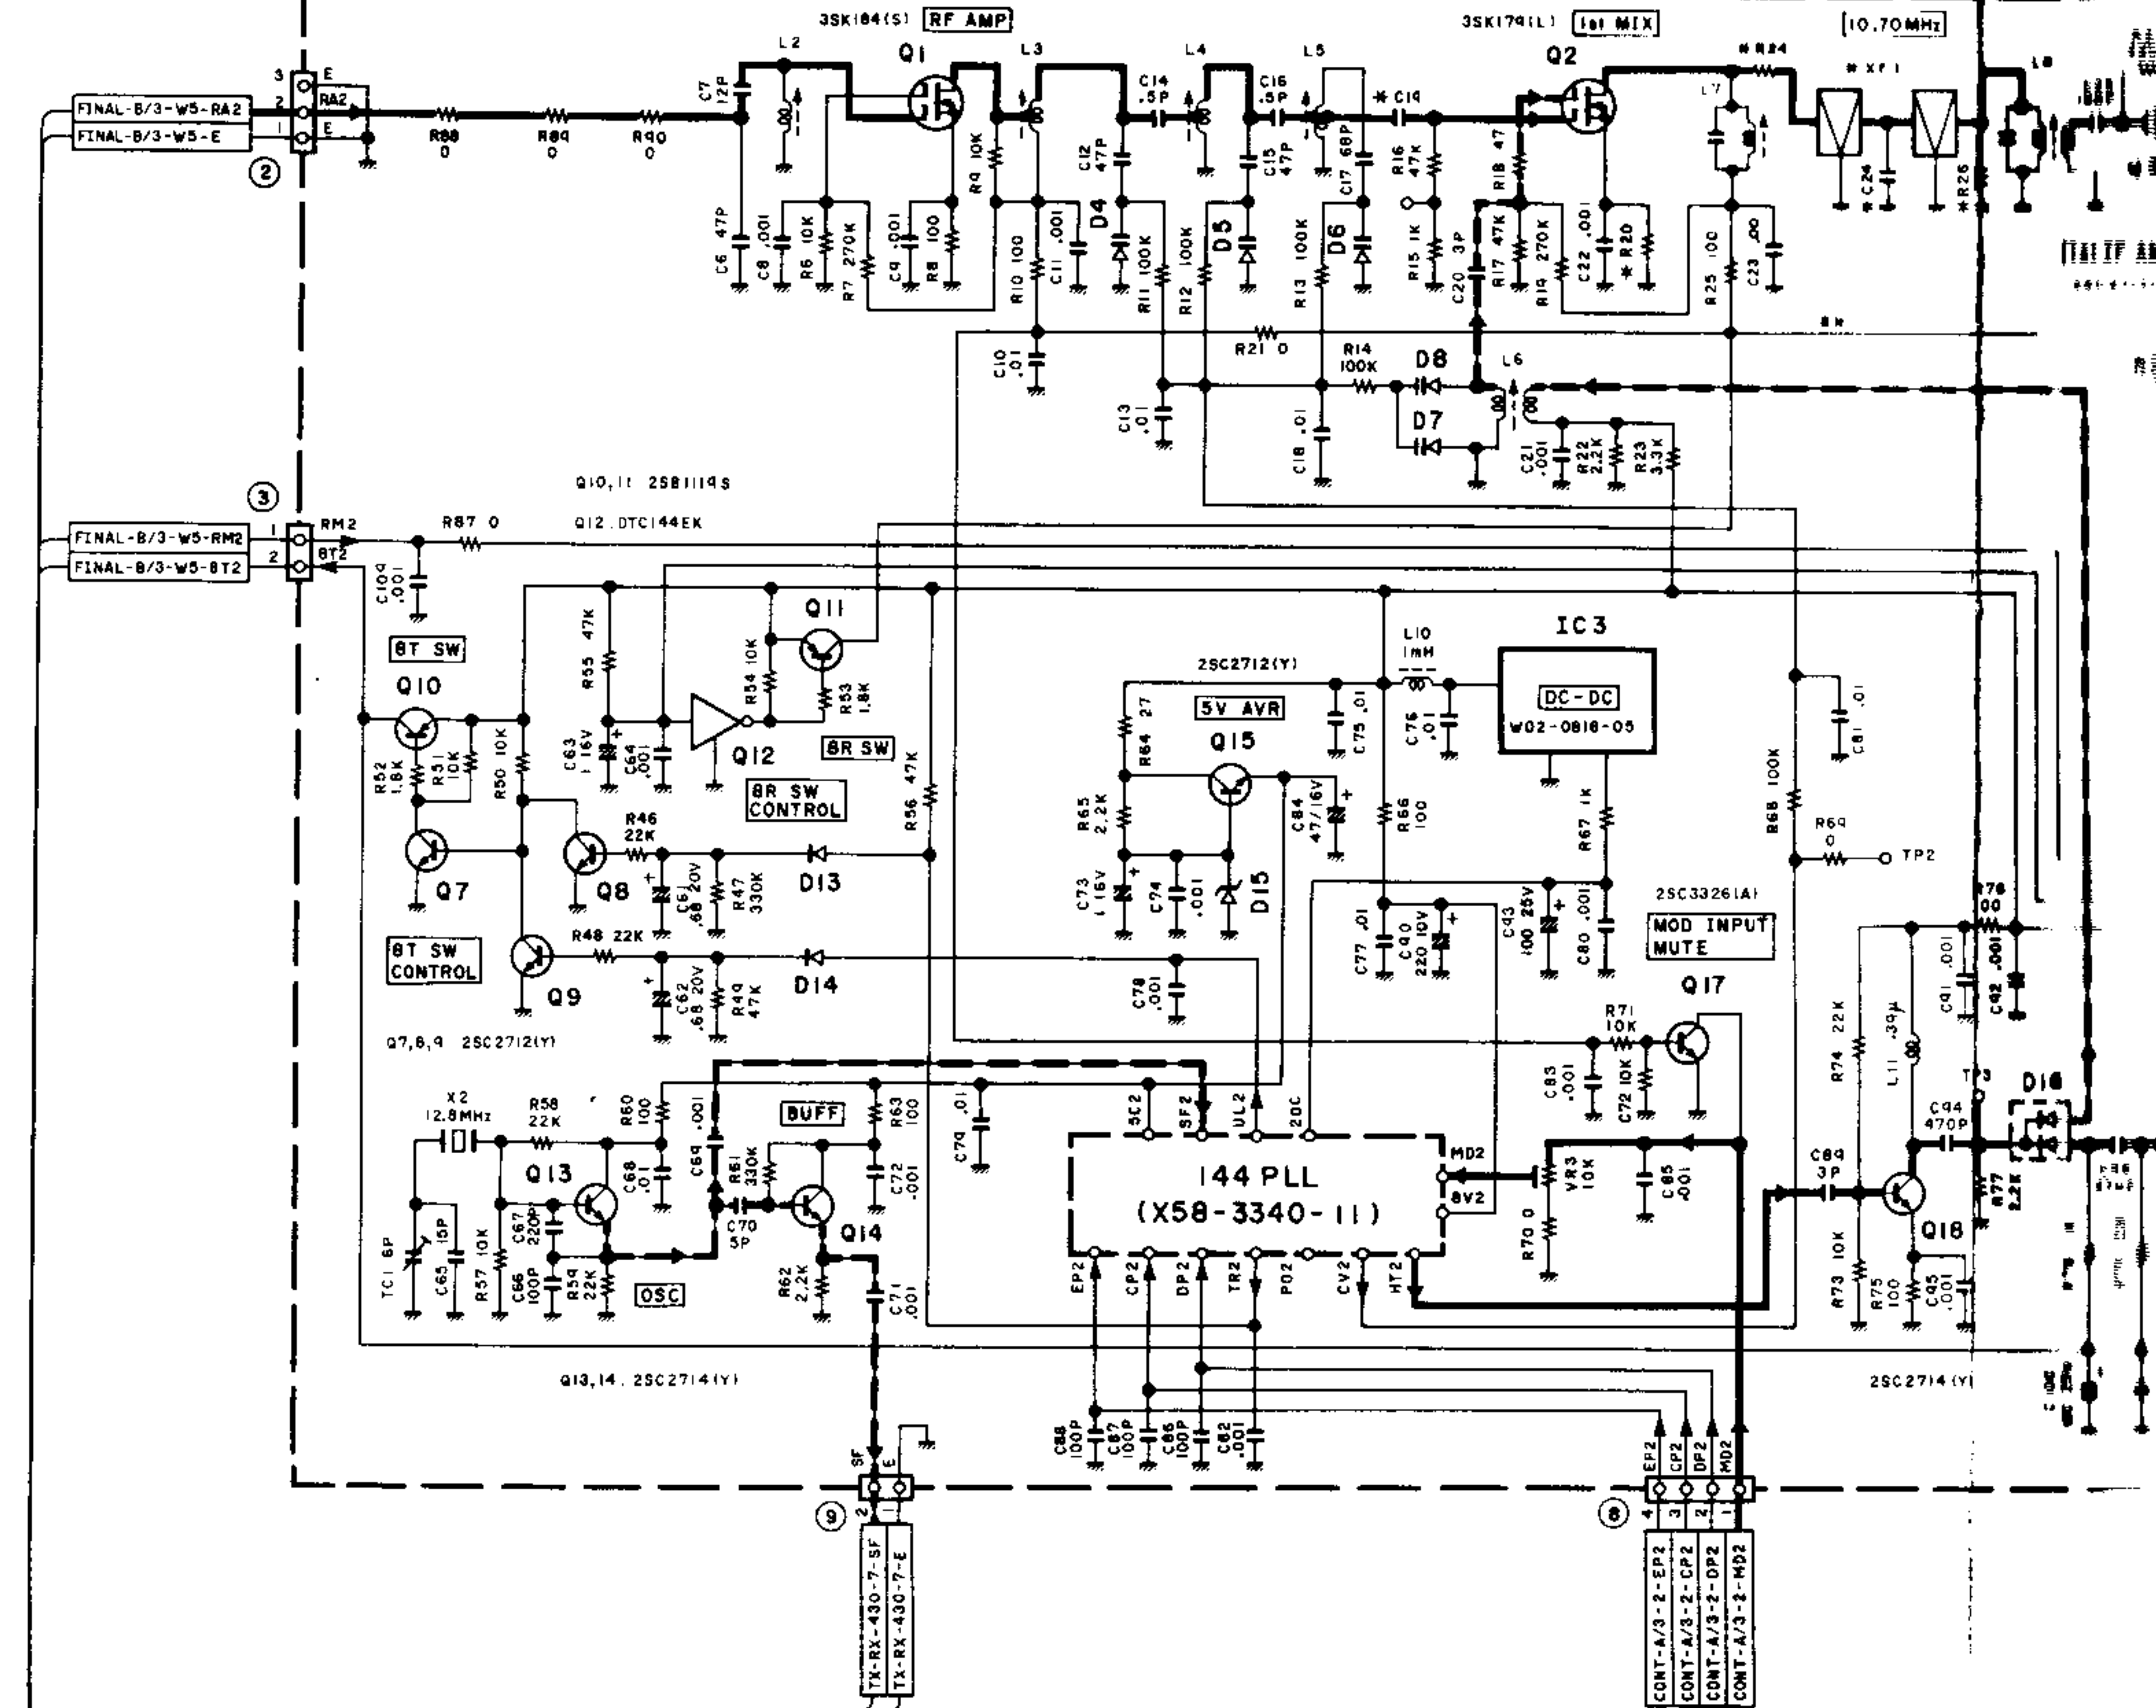 3SK184(S) RF AMP
3SK179(L) 1st MIX
10.70MHz
L2
Q1
L3
L4
L5
Q2
* R24
* XF1
L8
3 E
2 RA2
1 E
FINAL-B/3-W5-RA2
FINAL-B/3-W5-E
2
R88 0
R89 0
R90 0
C7 12P
C14 .5P
C16 .5P
* C19
L7
R9 10K
C12 47P
C15 47P
C17 68P
R16 47K
R18 47
* C24
* R26
C6 47P
C8 .001
R6 10K
R7 270K
C9 .001
R8 100
R10 100
C11 .001
D4
R11 100K
R12 100K
D5
R13 100K
D6
R15 1K
C20 3P
R17 47K
R19 270K
C22 .001
* R20
R25 100
C23 .00
C10 .01
R21 0
R14 100K
D8
L6
D7
C13 .01
C18 .01
C21 .001
R22 2.2K
R23 3.3K
Q10,11 2SB1119S
Q12.DTC144EK
3
FINAL-B/3-W5-RM2
FINAL-B/3-W5-8T2
1 RM2
2 8T2
R87 0
C109 .001
8T SW
Q10
R55 47K
Q11
R54 10K
R53 1.8K
2SC2712(Y)
5V AVR
Q15
L10 1mH
IC3
DC-DC
W02-0818-05
R52 1.8K
R51 10K
R50 10K
C63 1 16V
C64 .001
Q12
8R SW
8R SW CONTROL
R64 27
C75 .01
C76 .01
C81 .01
R56 47K
R65 2.2K
C84 47/16V
R66 100
R67 1K
R68 100K
R69 0
TP2
Q7
Q8
R46 22K
C61 .68 20V
R47 330K
D13
C73 1 16V
C74 .001
D15
8T SW CONTROL
Q9
R48 22K
C62 .68 20V
R49 47K
D14
C78 .001
C77 .01
C90 220 10V
C93 100 25V
C80 .001
2SC3326(A)
MOD INPUT MUTE
Q17
Q7,8,9 2SC2712(Y)
R71 10K
C83 .001
C72 10K
R74 22K
L11 .39μ
C91 .001
C92 .001
X2 12.8MHz
R58 22K
R60 100
C69 .001
BUFF
R63 100
C79 .01
5C2
SF2
UL2
20C
TP3
D16
C94 470P
Q13
C68 .01
R61 330K
C72 .001
144 PLL
(X58-3340-11)
MD2
8V2
VR3 10K
C85 .001
C89 3P
R77 2.2K
TC1 6P
C65 15P
R57 10K
C67 220P
C66 100P
R59 22K
OSC
C70 5P
Q14
R62 2.2K
C71 .001
EP2
CP2
DP2
TR2
PO2
CV2
HT2
R70 0
R73 10K
R75 100
C95 .001
Q18
Q13,14. 2SC2714(Y)
2SC2714(Y)
C88 100P
C87 100P
C86 100P
C82 .001
SF
E
9
2
1
TX-RX-430-7-SF
TX-RX-430-7-E
EP2
CP2
DP2
MD2
8
4
3
2
1
CONT-A/3-2-EP2
CONT-A/3-2-CP2
CONT-A/3-2-DP2
CONT-A/3-2-MD2